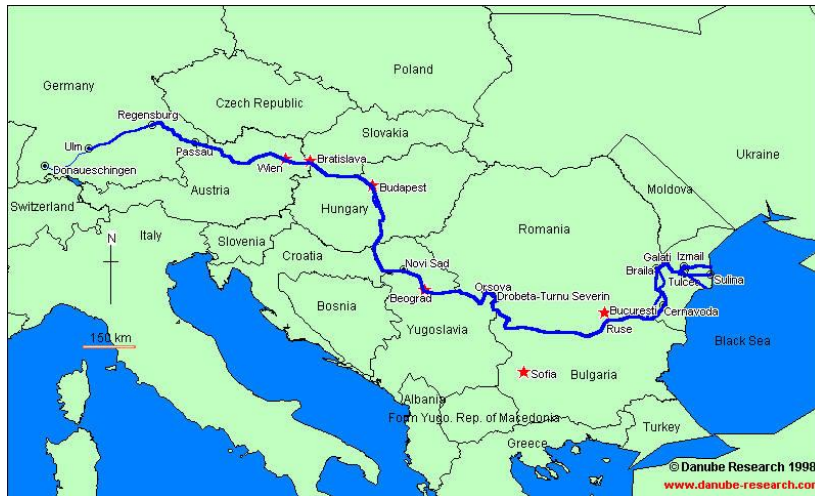 Poland
Germany
Czech Republic
Regensburg
Slovakia
Ulm
Passau
Wien
Bratislava
Ukraine
Donaueschingen
Austria
Budapest
Moldova
Switzerland
Hungary
Romania
Italy
N
Slovenia
Croatia
Galati
Izmail
Novi Sad
Braila
Tulcea
Sulina
Bosnia
Beograd
Orsova
Drobeta-Turnu Severin
Bucuresti
Cernavoda
150 km
Yugoslavia
Ruse
Black Sea
Sofia
Bulgaria
Albania
Form Yugo. Rep. of Macedonia
Turkey
Greece
© Danube Research 1998
www.danube-research.com